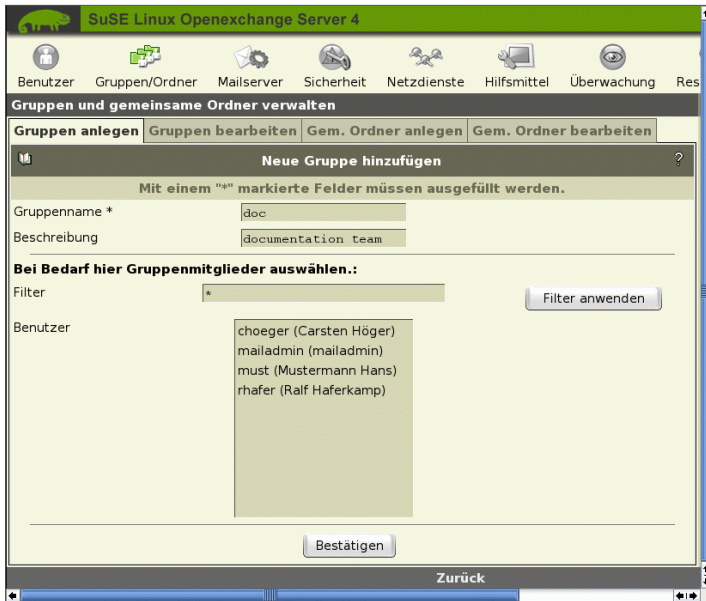 SuSE Linux Openexchange Server 4
Benutzer Gruppen/Ordner Mailserver Sicherheit Netzdienste Hilfsmittel Überwachung Res
Gruppen und gemeinsame Ordner verwalten
Gruppen anlegen Gruppen bearbeiten Gem. Ordner anlegen Gem. Ordner bearbeiten
Neue Gruppe hinzufügen ?
Mit einem "*" markierte Felder müssen ausgefüllt werden.
Gruppenname * doc
Beschreibung documentation team
Bei Bedarf hier Gruppenmitglieder auswählen.:
Filter * Filter anwenden
Benutzer choeger (Carsten Höger)
mailadmin (mailadmin)
must (Mustermann Hans)
rhafer (Ralf Haferkamp)
Bestätigen
Zurück